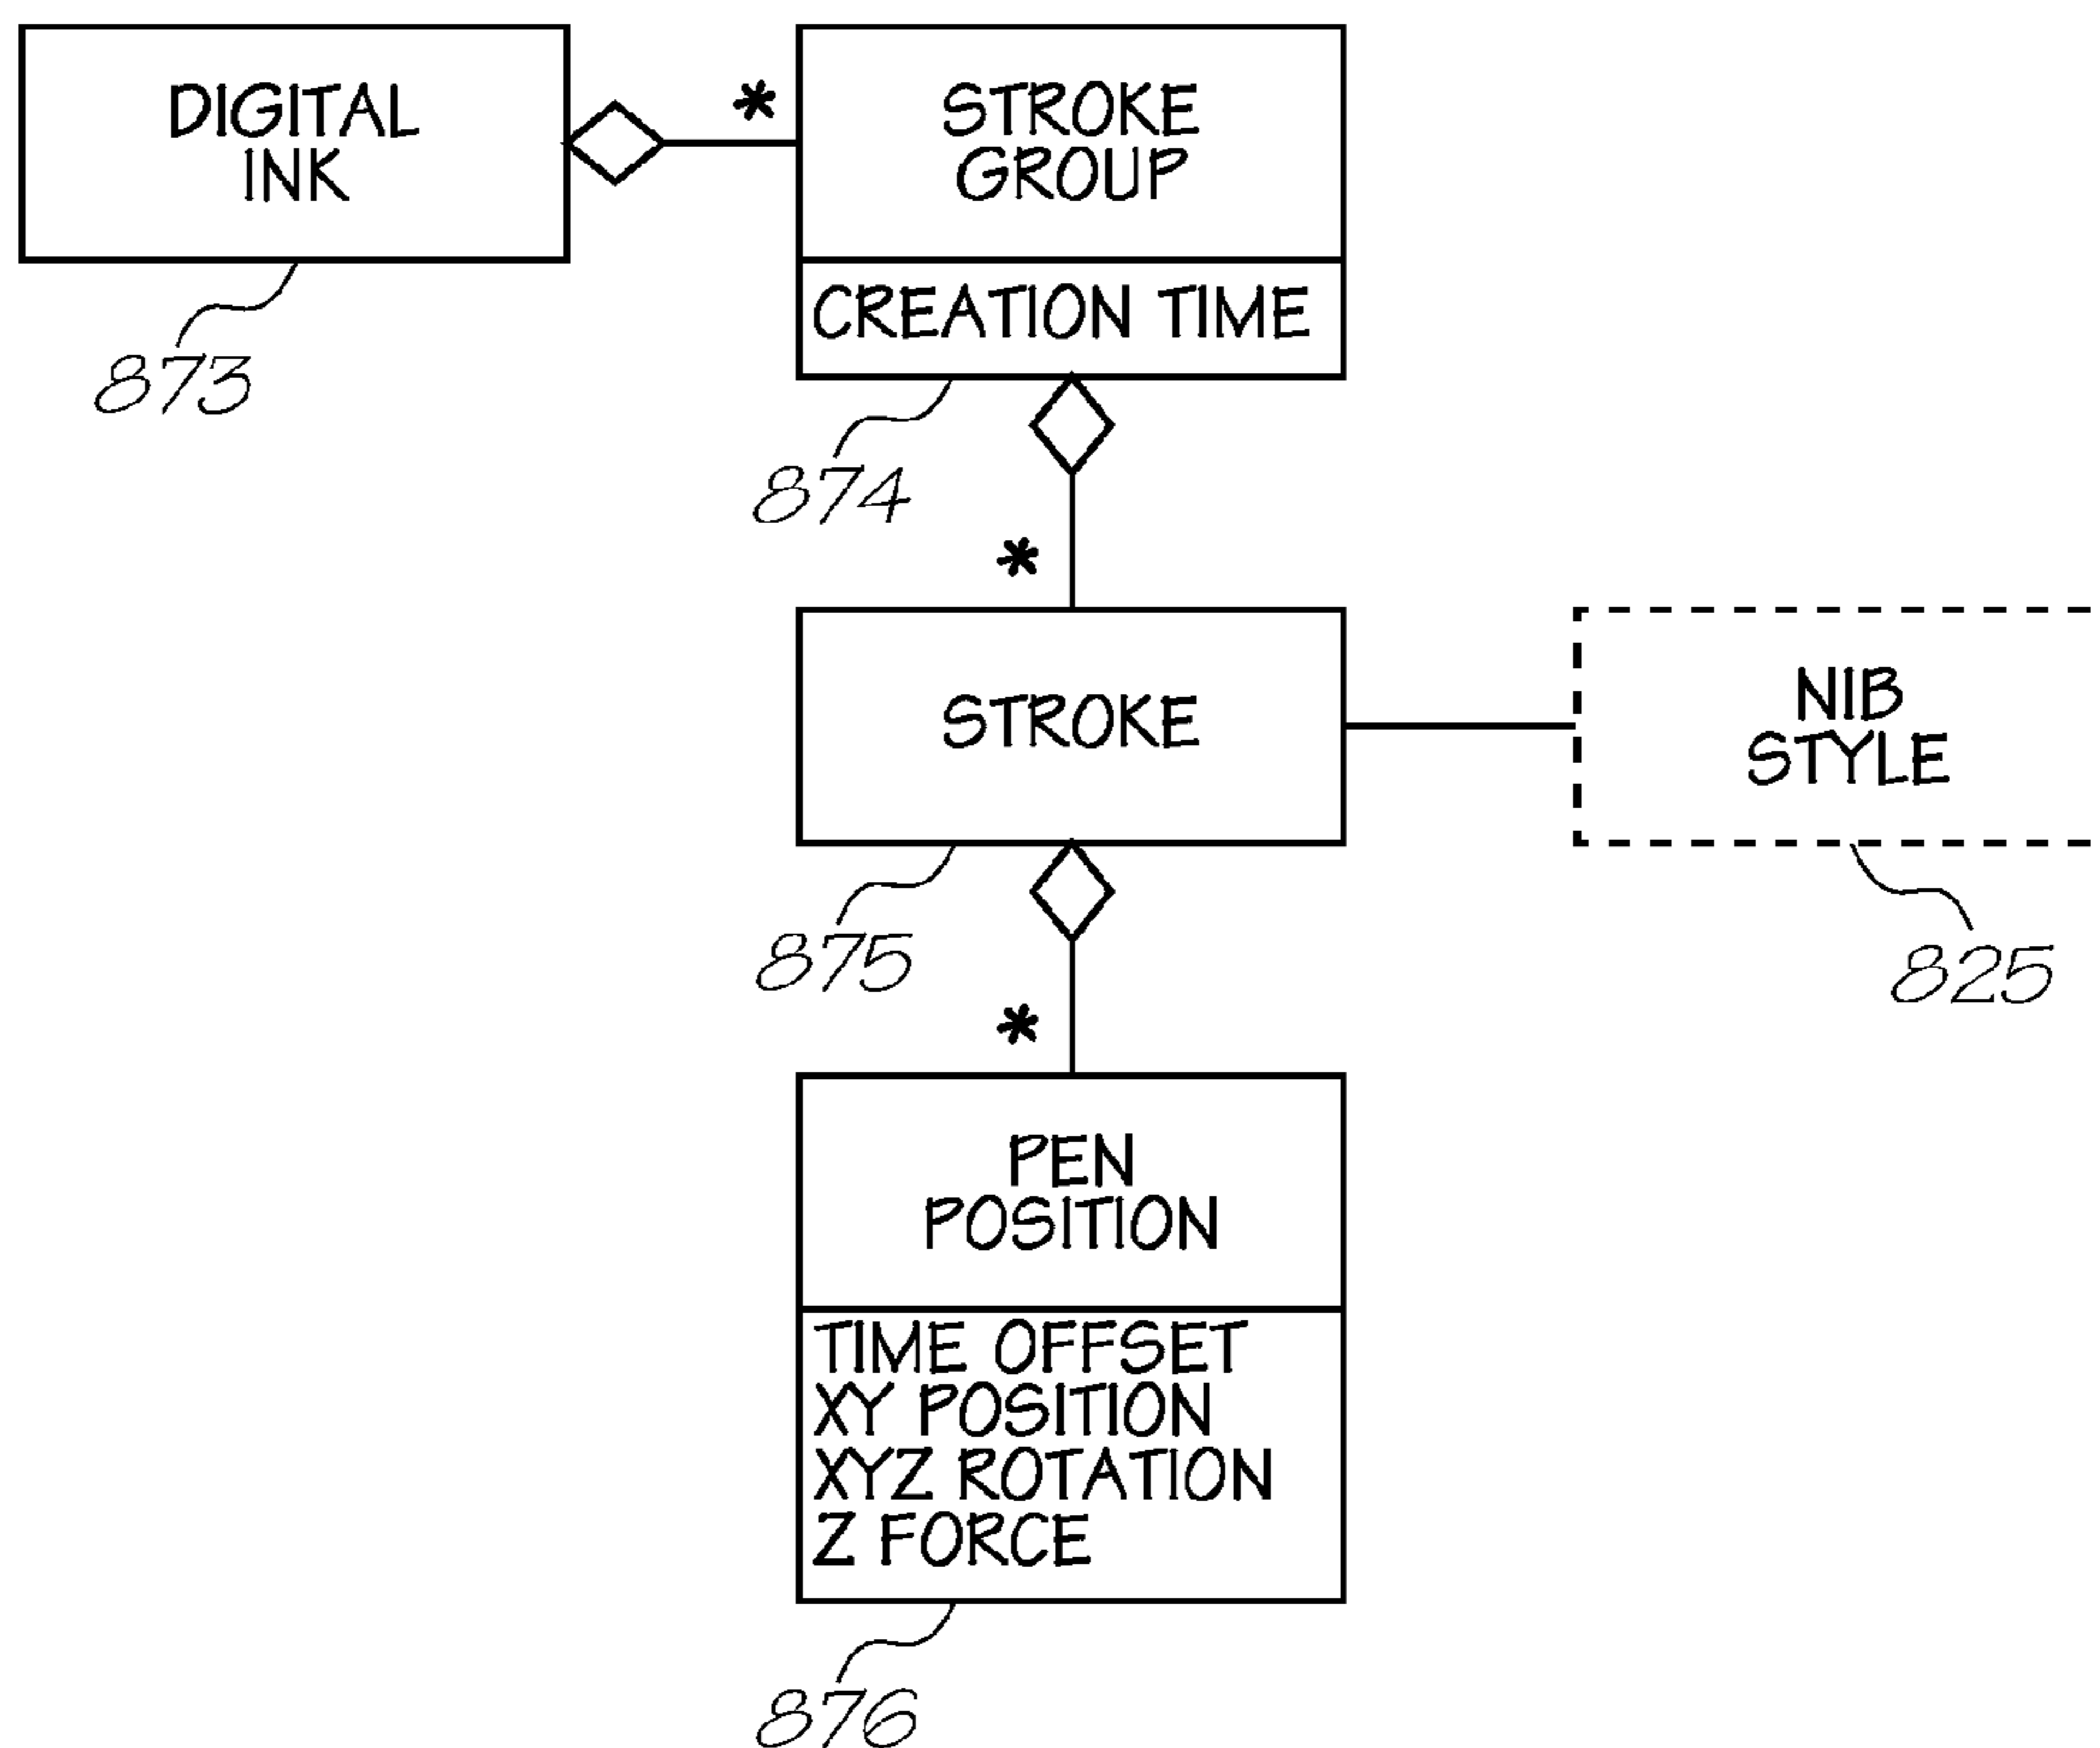 DIGITAL
INK
873
*
STROKE
GROUP
CREATION TIME
874
*
STROKE
875
NIB
STYLE
825
*
PEN
POSITION
TIME OFFSET
XY POSITION
XYZ ROTATION
Z FORCE
876